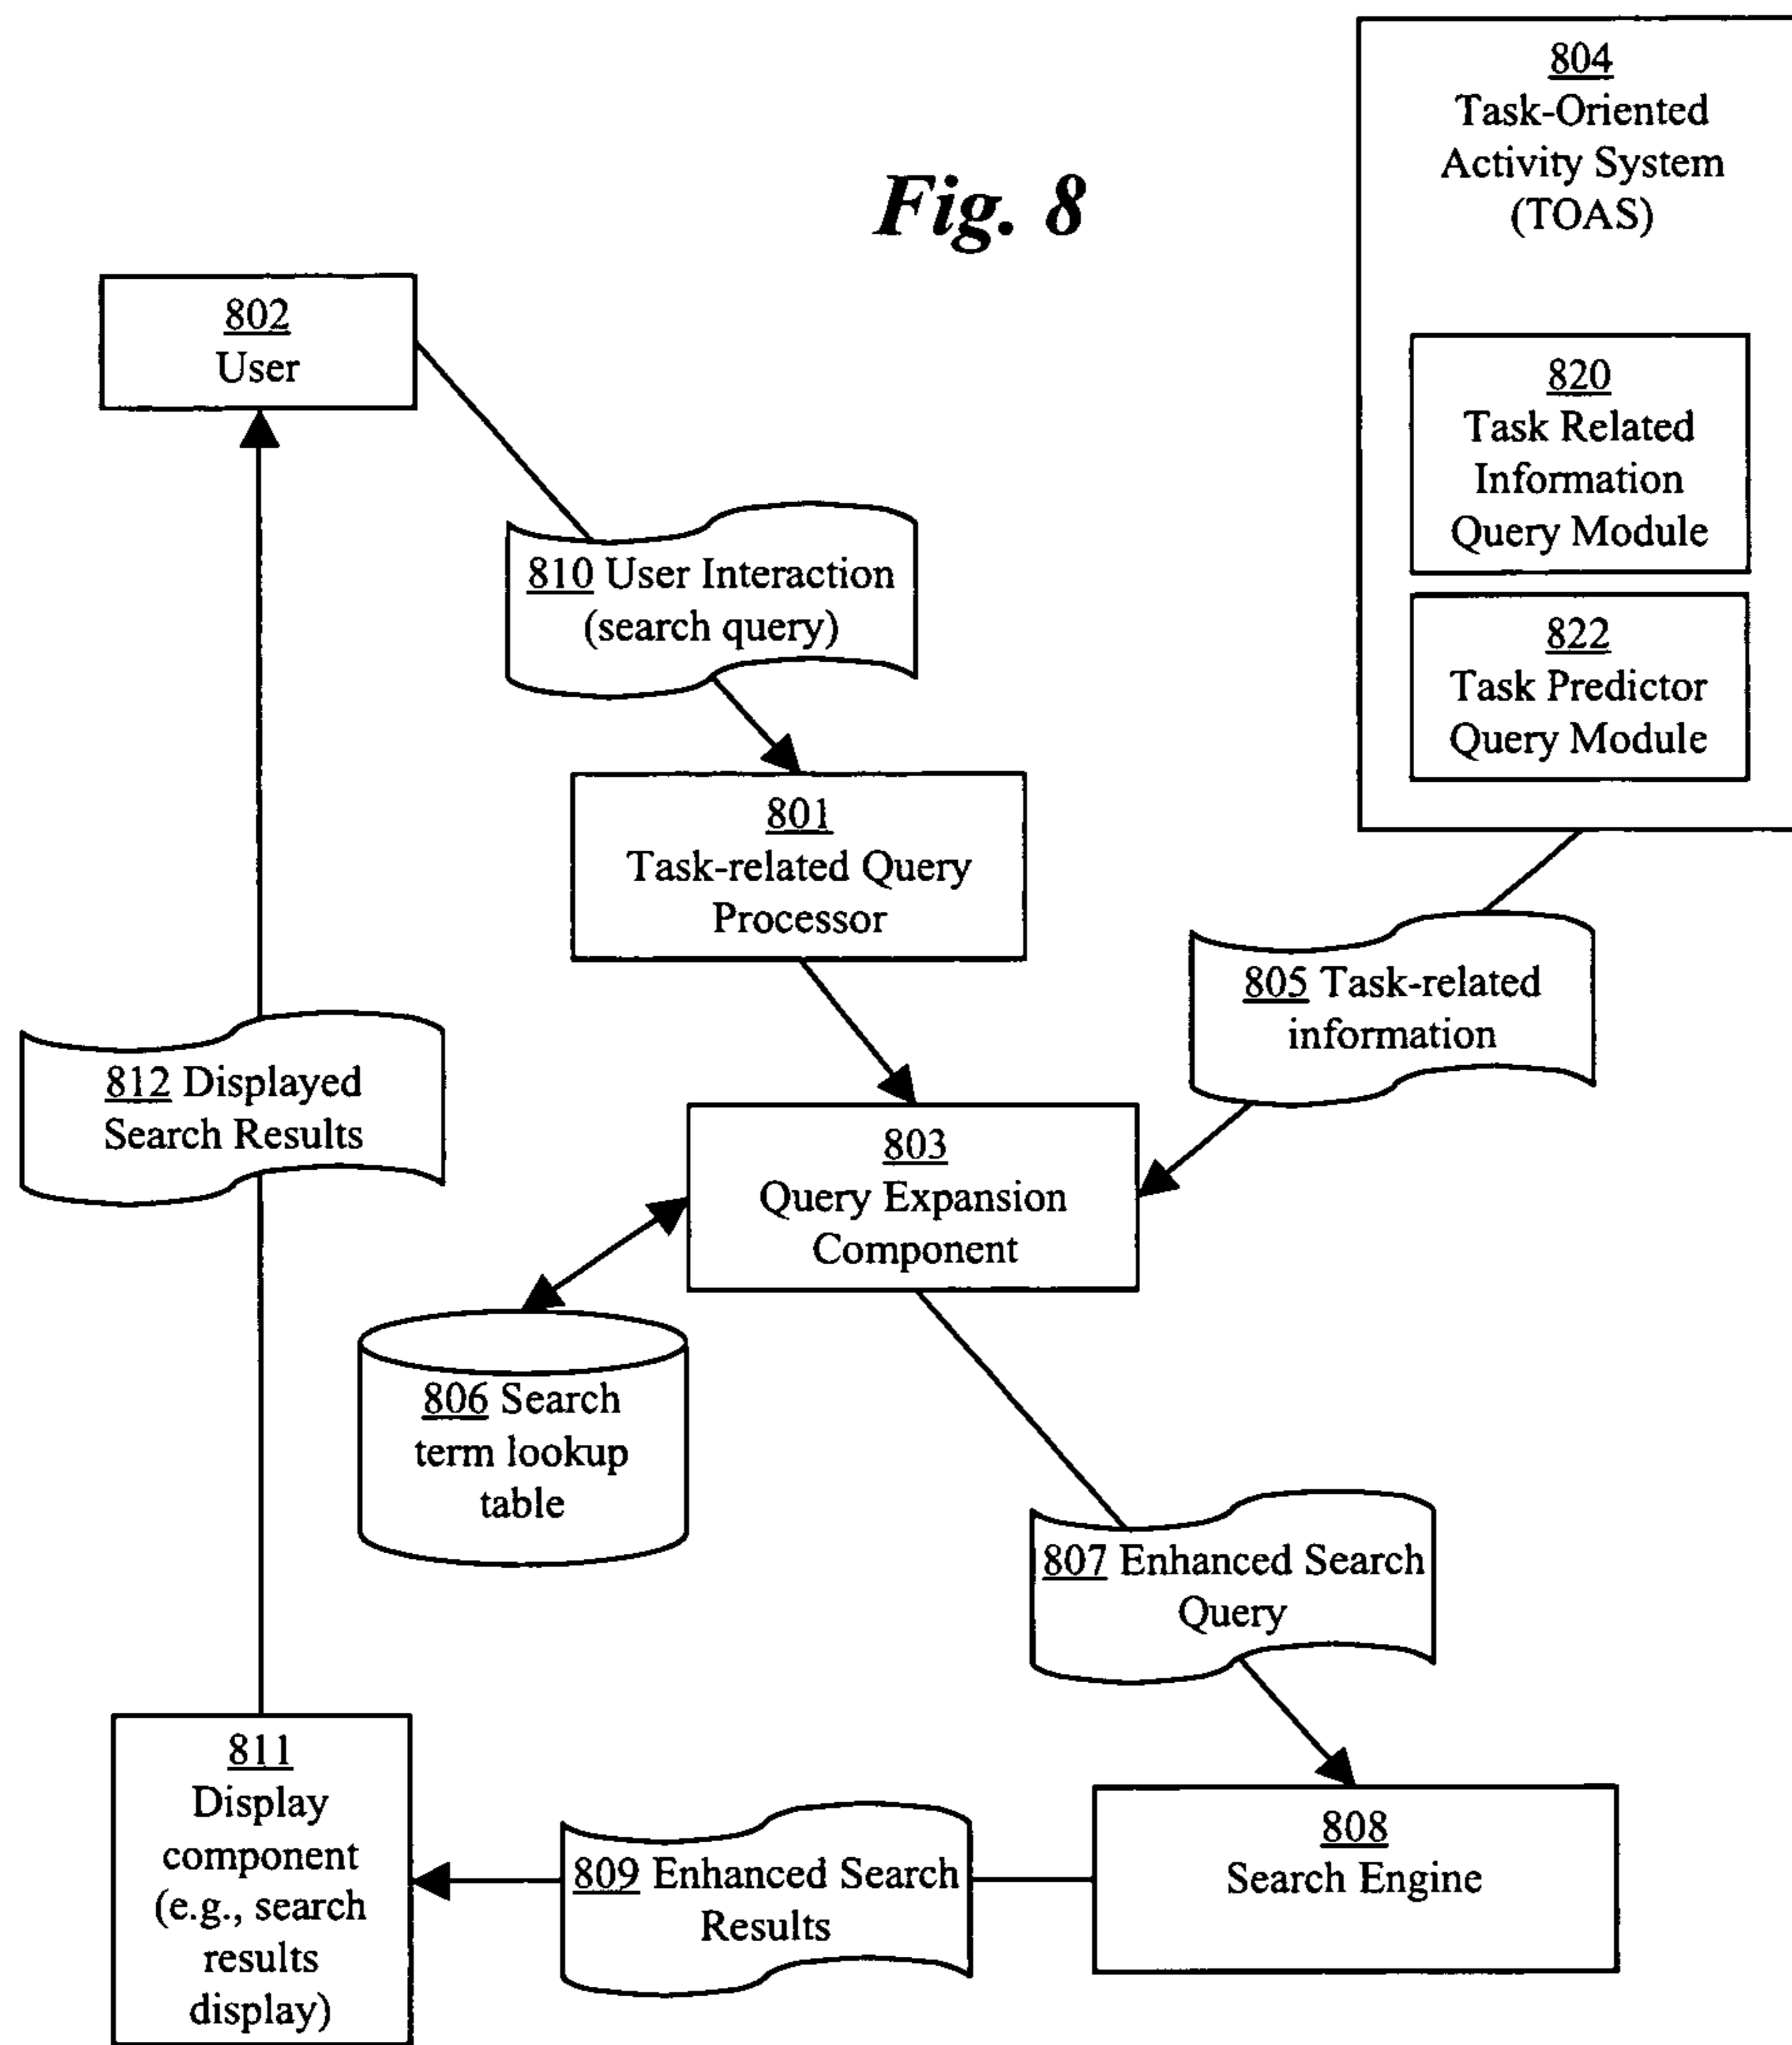 Fig. 8
804
Task-Oriented
Activity System
(TOAS)
820
Task Related
Information
Query Module
822
Task Predictor
Query Module
802
User
810 User Interaction
(search query)
801
Task-related Query
Processor
805 Task-related
information
812 Displayed
Search Results
803
Query Expansion
Component
806 Search
term lookup
table
807 Enhanced Search
Query
808
Search Engine
809 Enhanced Search
Results
811
Display
component
(e.g., search
results
display)